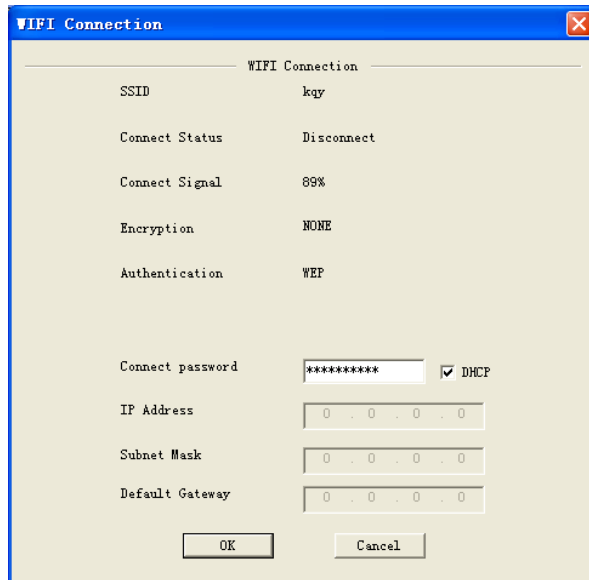 WIFI Connection
WIFI Connection
SSID kqy
Connect Status Disconnect
Connect Signal 89%
Encryption NONE
Authentication WEP
Connect password ********** DHCP
IP Address 0 . 0 . 0 . 0
Subnet Mask 0 . 0 . 0 . 0
Default Gateway 0 . 0 . 0 . 0
OK Cancel